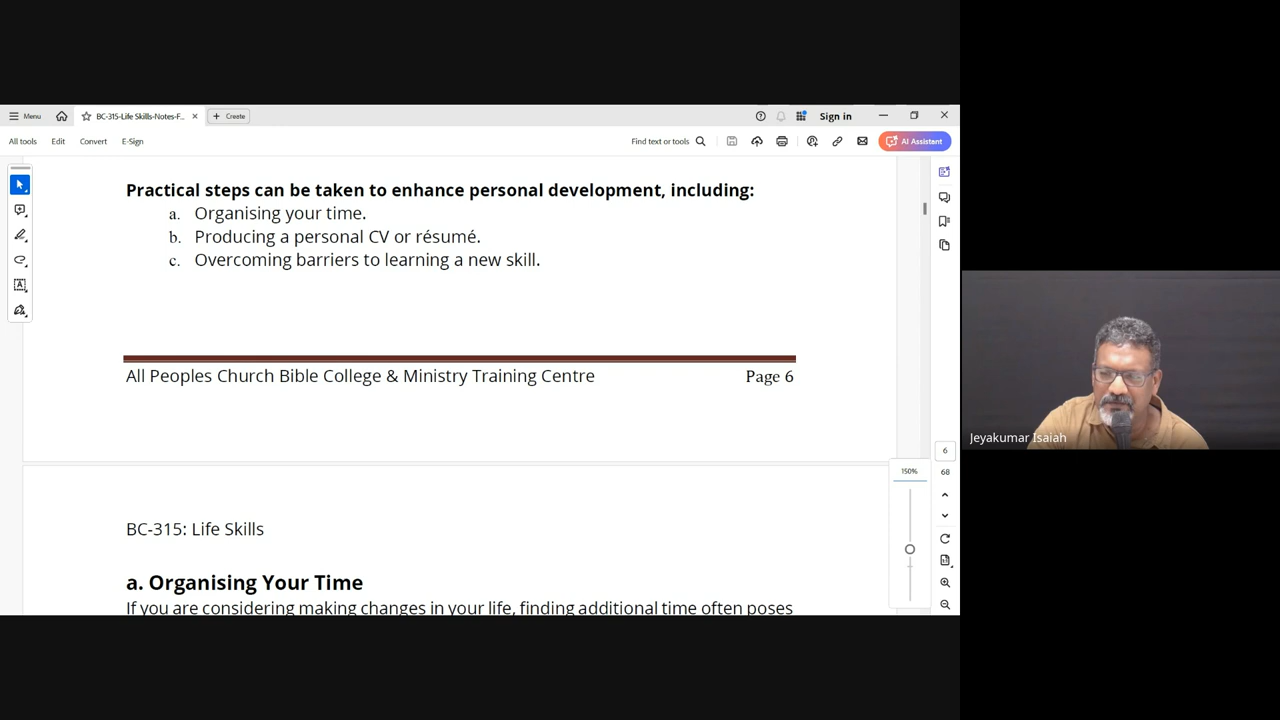 Menu
BC-315-Life Skills-Notes-F...
Create
Sign in
All tools
Edit
Convert
E-Sign
Find text or tools
AI Assistant
Practical steps can be taken to enhance personal development, including:
a. Organising your time.
b. Producing a personal CV or résumé.
c. Overcoming barriers to learning a new skill.
All Peoples Church Bible College & Ministry Training Centre Page 6
BC-315: Life Skills
a. Organising Your Time
If you are considering making changes in your life, finding additional time often poses
6
150%
68
Jeyakumar Isaiah